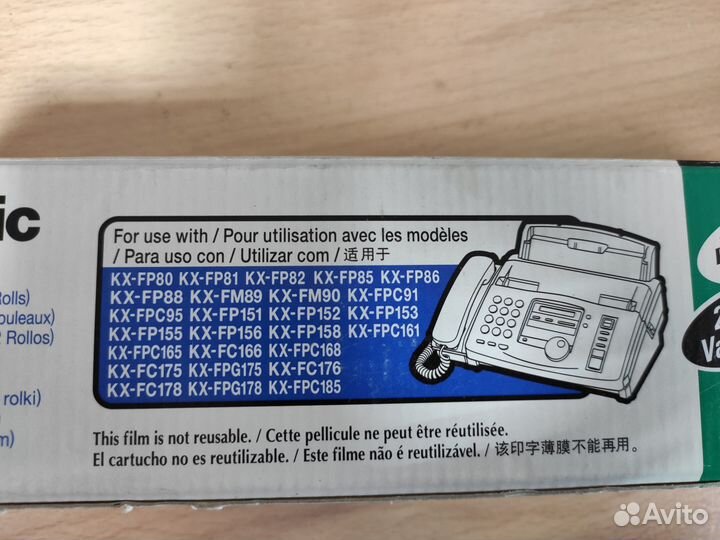 ic
For use with / Pour utilisation avec les modèles
/ Para uso con / Utilizar com / 适用于
KX-FP80 KX-FP81 KX-FP82 KX-FP85 KX-FP86
KX-FP88 KX-FM89 KX-FM90 KX-FPC91
KX-FPC95 KX-FP151 KX-FP152 KX-FP153
KX-FP155 KX-FP156 KX-FP158 KX-FPC161
KX-FPC165 KX-FC166 KX-FPC168
KX-FC175 KX-FPG175 KX-FC176
KX-FC178 KX-FPG178 KX-FPC185
Rolls)
ouleaux)
2 Rollos)
rolki)
m)
This film is not reusable. / Cette pellicule ne peut être réutilisée.
El cartucho no es reutilizable. / Este filme não é reutilizável. / 该印字薄膜不能再用。
2
Va
Avito